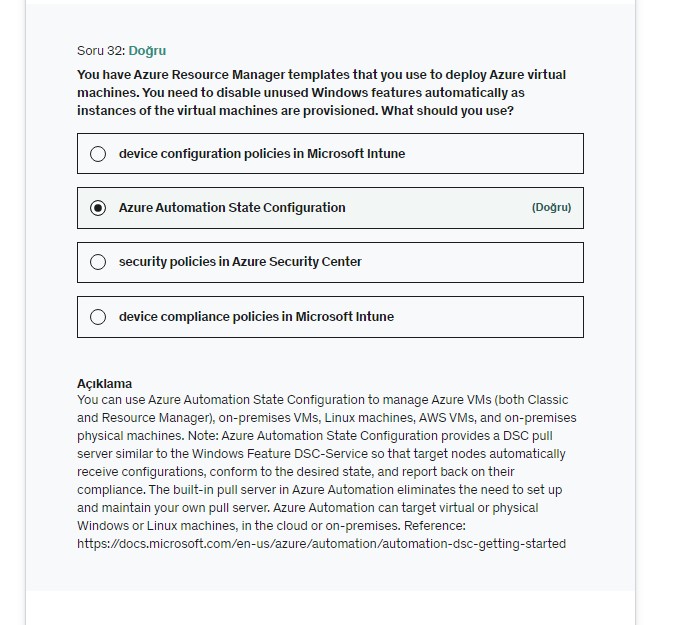 Soru 32: Doğru
You have Azure Resource Manager templates that you use to deploy Azure virtual
machines. You need to disable unused Windows features automatically as
instances of the virtual machines are provisioned. What should you use?
device configuration policies in Microsoft Intune
Azure Automation State Configuration (Doğru)
security policies in Azure Security Center
device compliance policies in Microsoft Intune
Açıklama
You can use Azure Automation State Configuration to manage Azure VMs (both Classic
and Resource Manager), on-premises VMs, Linux machines, AWS VMs, and on-premises
physical machines. Note: Azure Automation State Configuration provides a DSC pull
server similar to the Windows Feature DSC-Service so that target nodes automatically
receive configurations, conform to the desired state, and report back on their
compliance. The built-in pull server in Azure Automation eliminates the need to set up
and maintain your own pull server. Azure Automation can target virtual or physical
Windows or Linux machines, in the cloud or on-premises. Reference:
https://docs.microsoft.com/en-us/azure/automation/automation-dsc-getting-started